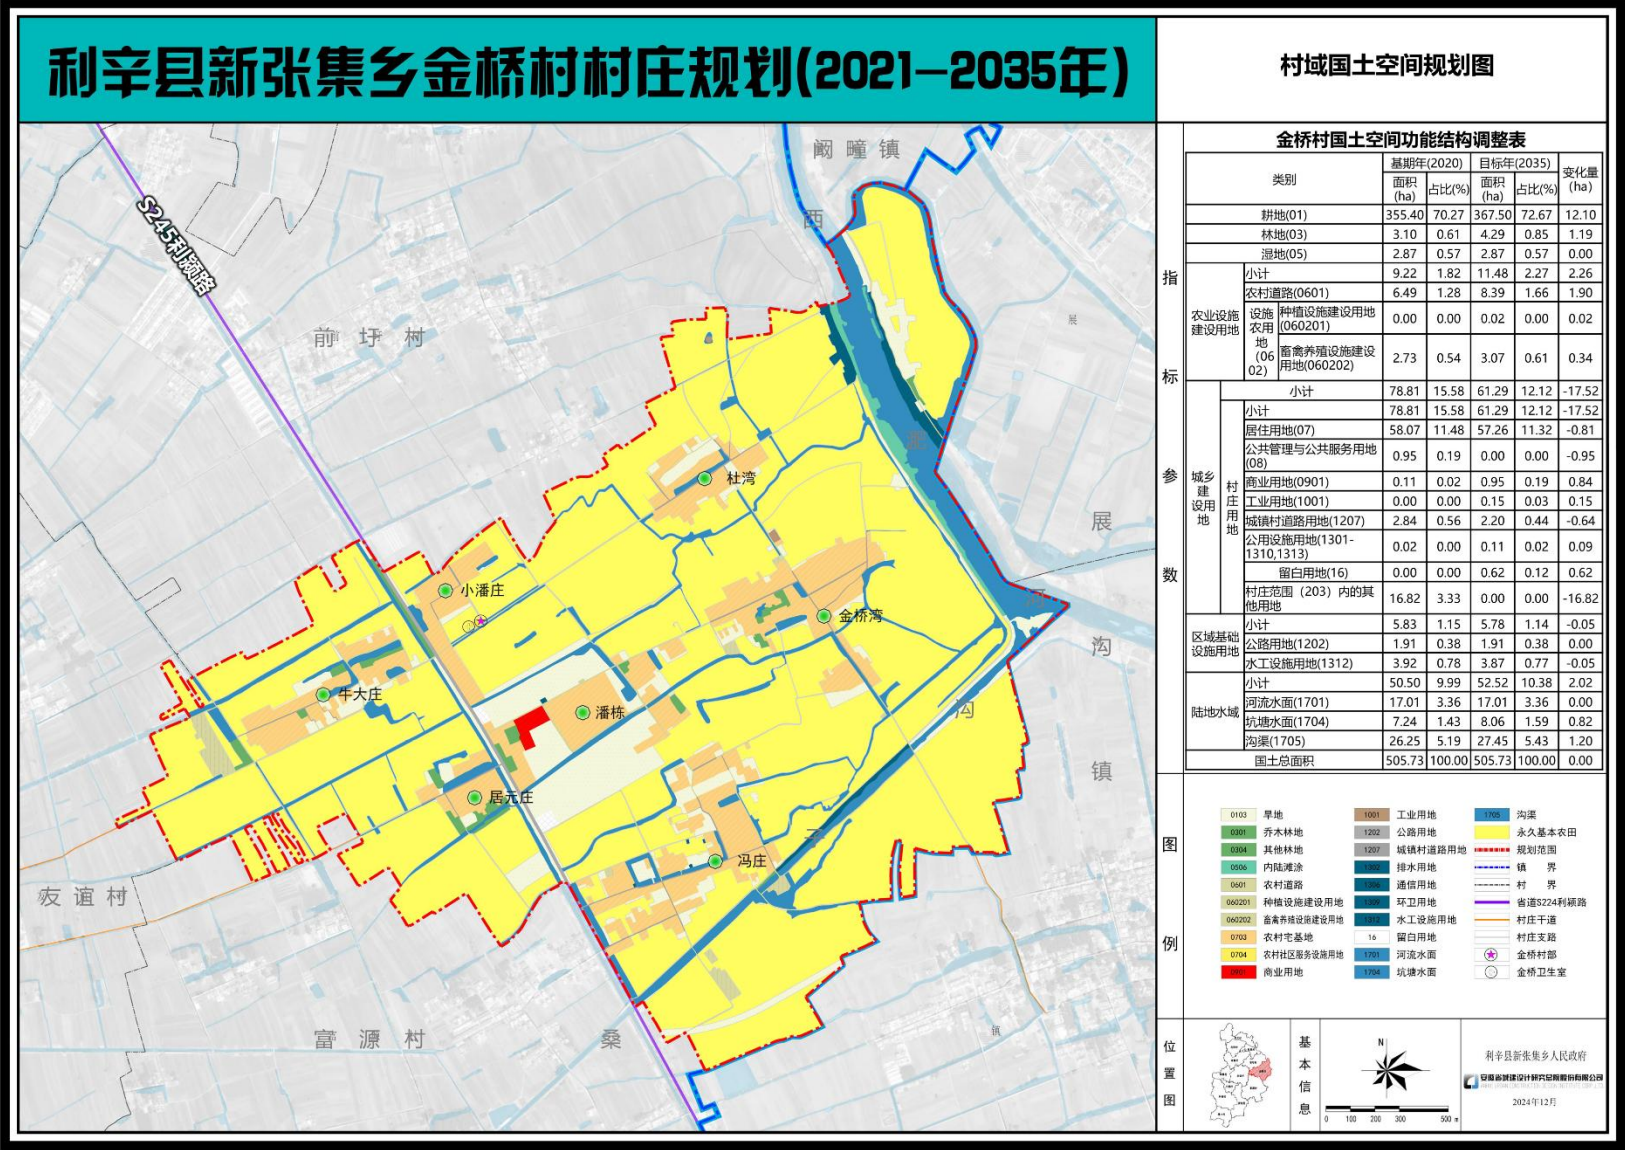 利辛县新张集乡金桥村村庄规划(2021-2035年)
村域国土空间规划图
阚疃镇
西
淝
河
展
沟
镇
展
S245利颍路
前圩村
杜湾
小潘庄
金桥湾
牛大庄
潘栋
居元庄
冯庄
沟
子
友谊村
富源村
桑
镇
指标参数
金桥村国土空间功能结构调整表
类别 基期年(2020) 目标年(2035) 变化量(ha)
面积(ha) 占比(%) 面积(ha) 占比(%)
耕地(01) 355.40 70.27 367.50 72.67 12.10
林地(03) 3.10 0.61 4.29 0.85 1.19
湿地(05) 2.87 0.57 2.87 0.57 0.00
农业设施建设用地
小计 9.22 1.82 11.48 2.27 2.26
农村道路(0601) 6.49 1.28 8.39 1.66 1.90
设施农用地(0602)
种植设施建设用地(060201) 0.00 0.00 0.02 0.00 0.02
畜禽养殖设施建设用地(060202) 2.73 0.54 3.07 0.61 0.34
城乡建设用地
小计 78.81 15.58 61.29 12.12 -17.52
村庄用地
小计 78.81 15.58 61.29 12.12 -17.52
居住用地(07) 58.07 11.48 57.26 11.32 -0.81
公共管理与公共服务用地(08) 0.95 0.19 0.00 0.00 -0.95
商业用地(0901) 0.11 0.02 0.95 0.19 0.84
工业用地(1001) 0.00 0.00 0.15 0.03 0.15
城镇村道路用地(1207) 2.84 0.56 2.20 0.44 -0.64
公用设施用地(1301-1310,1313) 0.02 0.00 0.11 0.02 0.09
留白用地(16) 0.00 0.00 0.62 0.12 0.62
村庄范围（203）内的其他用地 16.82 3.33 0.00 0.00 -16.82
区域基础设施用地
小计 5.83 1.15 5.78 1.14 -0.05
公路用地(1202) 1.91 0.38 1.91 0.38 0.00
水工设施用地(1312) 3.92 0.78 3.87 0.77 -0.05
陆地水域
小计 50.50 9.99 52.52 10.38 2.02
河流水面(1701) 17.01 3.36 17.01 3.36 0.00
坑塘水面(1704) 7.24 1.43 8.06 1.59 0.82
沟渠(1705) 26.25 5.19 27.45 5.43 1.20
国土总面积 505.73 100.00 505.73 100.00 0.00
图例
0103 旱地
0301 乔木林地
0304 其他林地
0506 内陆滩涂
0601 农村道路
060201 种植设施建设用地
060202 畜禽养殖设施建设用地
0703 农村宅基地
0704 农村社区服务设施用地
0901 商业用地
1001 工业用地
1202 公路用地
1207 城镇村道路用地
1302 排水用地
1306 通信用地
1309 环卫用地
1312 水工设施用地
16 留白用地
1701 河流水面
1704 坑塘水面
1705 沟渠
永久基本农田
规划范围
镇界
村界
省道S224利颍路
村庄干道
村庄支路
金桥村部
金桥卫生室
位置图
基本信息
N
0 100 200 300 500 m
利辛县新张集乡人民政府
安徽省城建设计研究总院股份有限公司
2024年12月